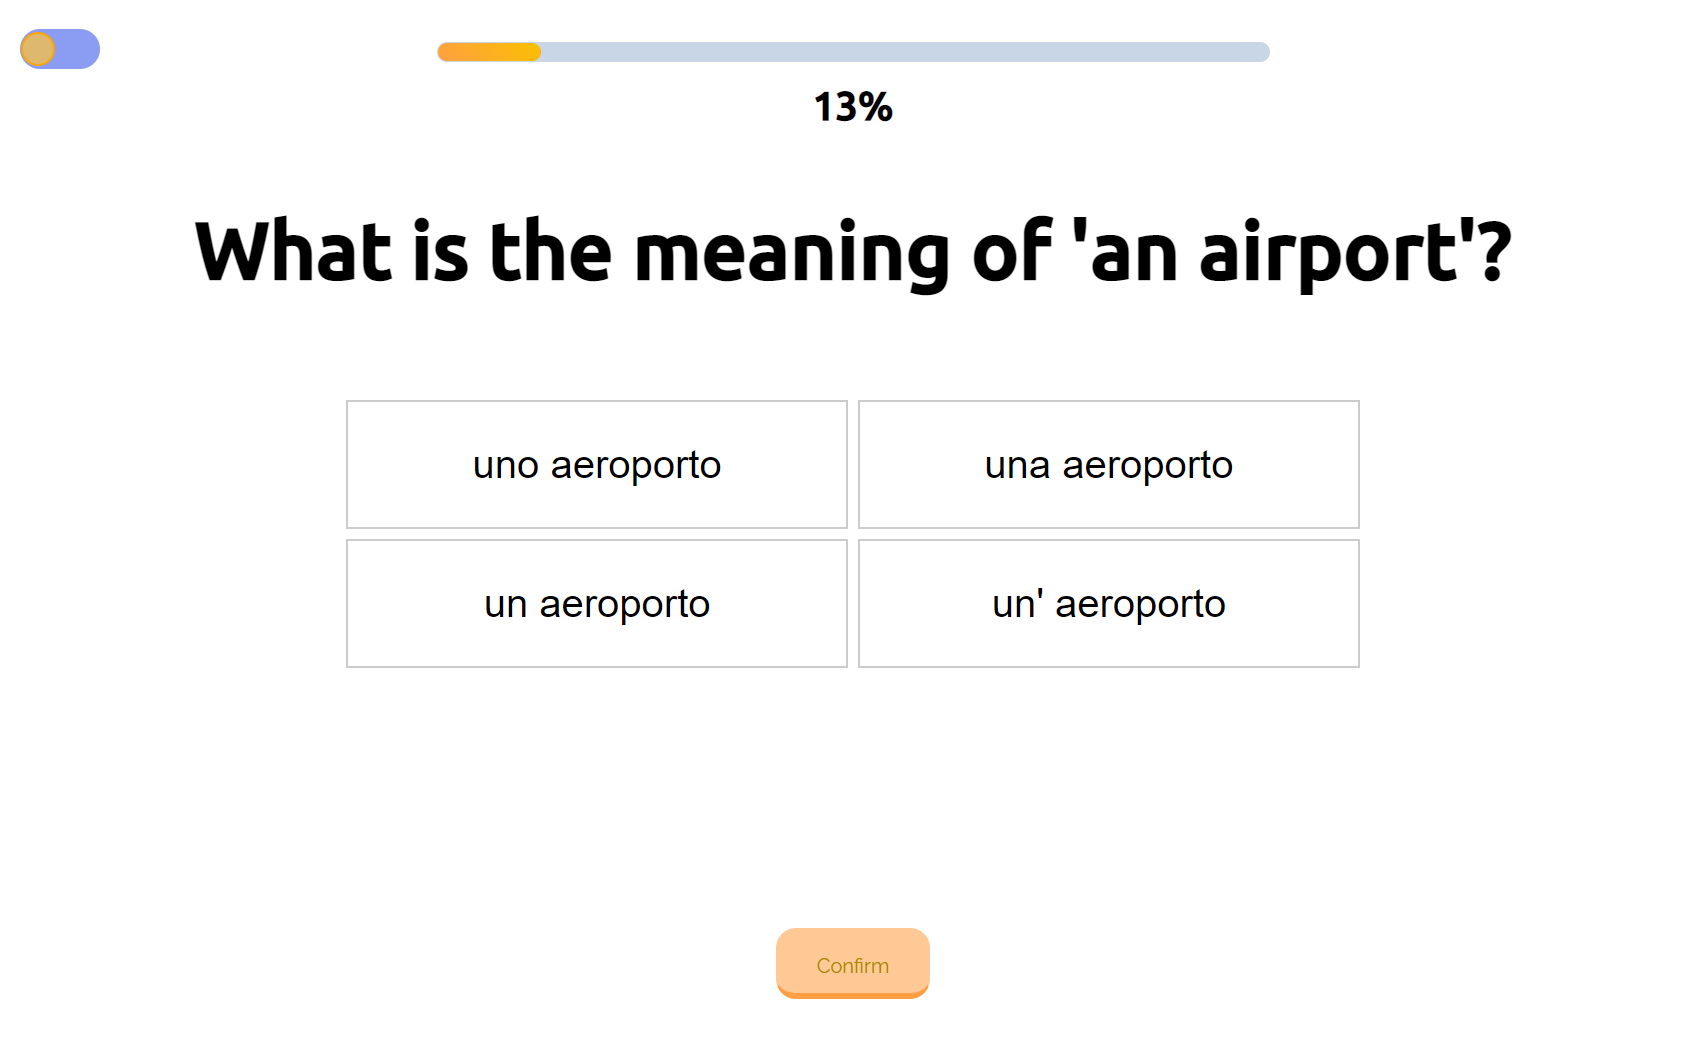 13%
What is the meaning of 'an airport'?
uno aeroporto
una aeroporto
un aeroporto
un' aeroporto
Confirm